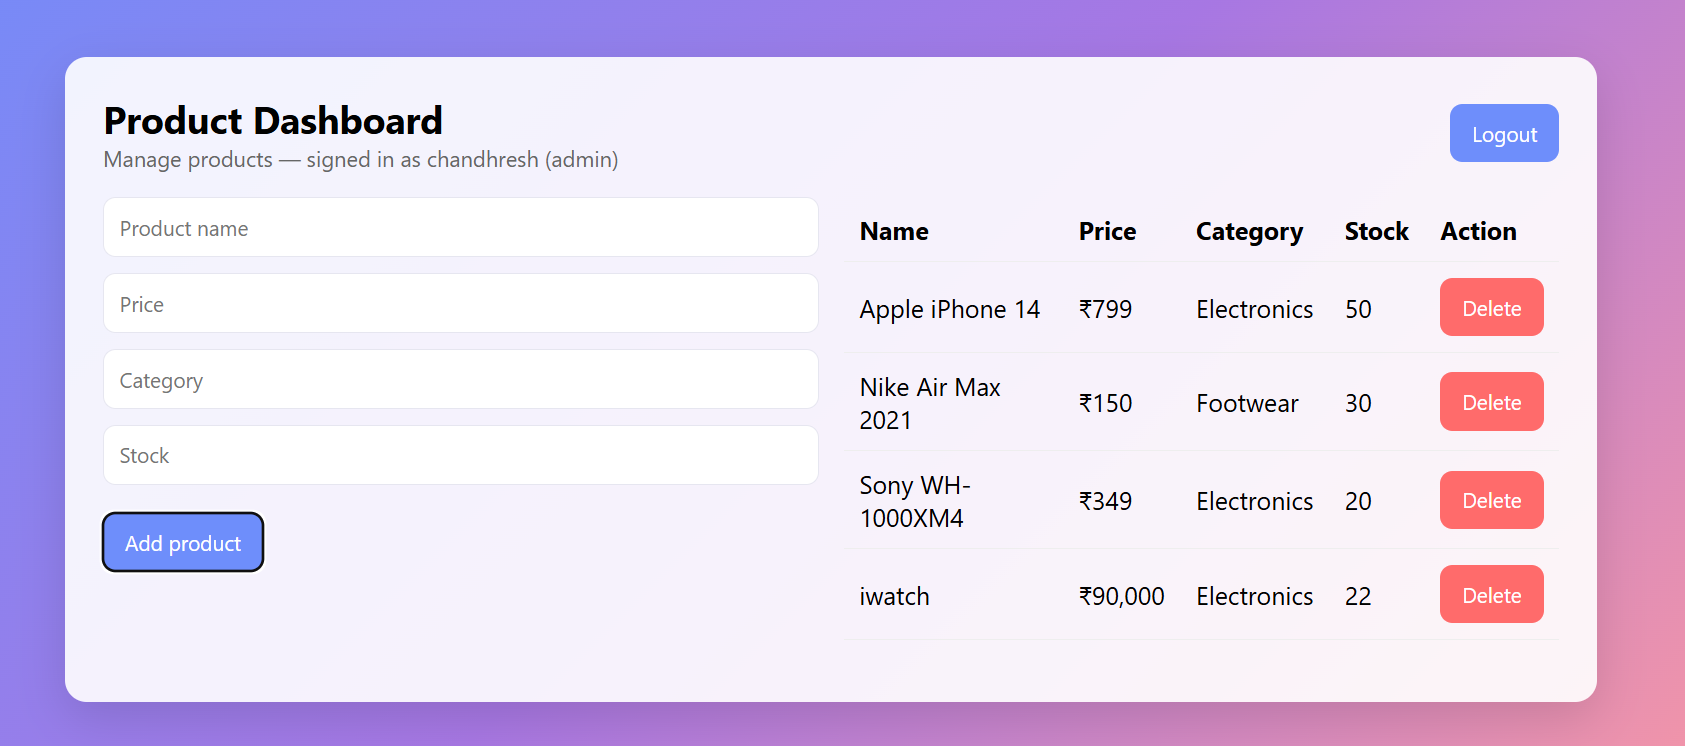 Product Dashboard
Manage products — signed in as chandhresh (admin)
Logout
Product name
Price
Category
Stock
Add product
Name Price Category Stock Action
Apple iPhone 14 ₹799 Electronics 50 Delete
Nike Air Max
2021 ₹150 Footwear 30 Delete
Sony WH-
1000XM4 ₹349 Electronics 20 Delete
iwatch ₹90,000 Electronics 22 Delete